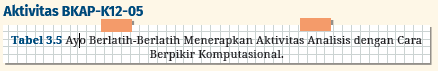 Aktivitas BKAP-K12-05
Tabel 3.5 Ayo Berlatih-Berlatih Menerapkan Aktivitas Analisis dengan Cara
Berpikir Komputasional.